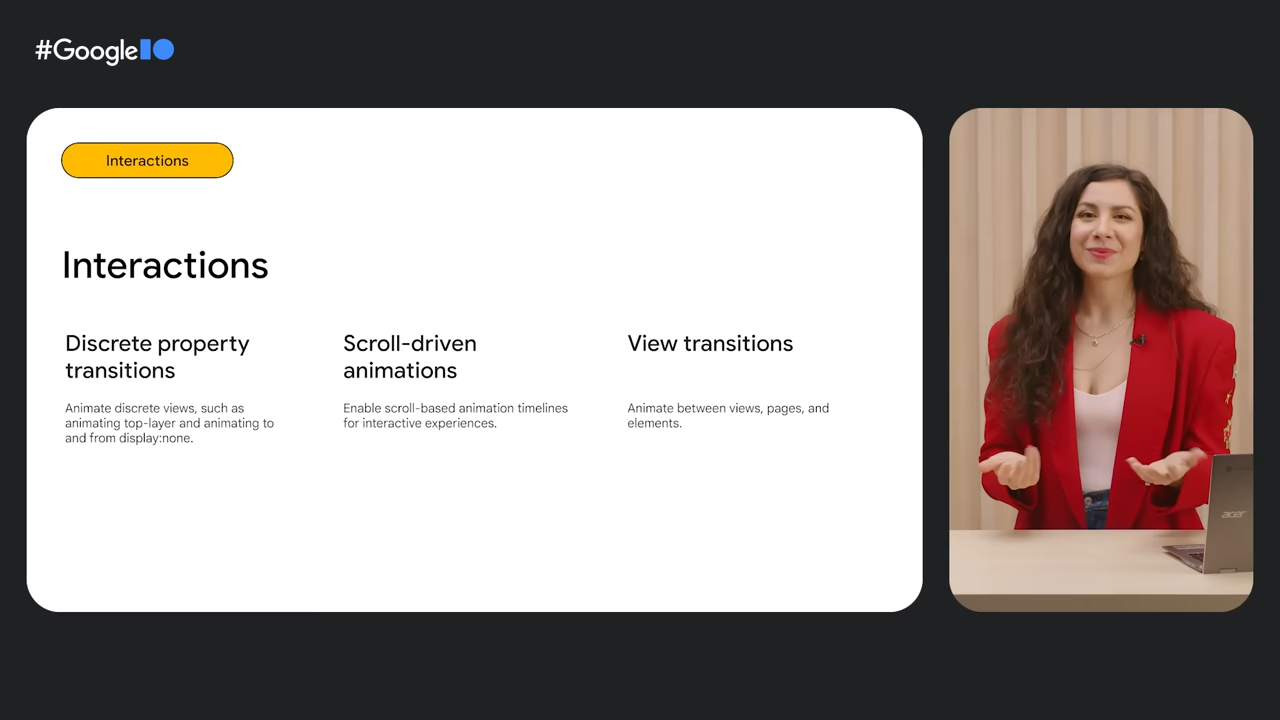 #GoogleIO
Interactions
Interactions
Discrete property
transitions
Animate discrete views, such as
animating top-layer and animating to
and from display:none.
Scroll-driven
animations
Enable scroll-based animation timelines
for interactive experiences.
View transitions
Animate between views, pages, and
elements.
acer